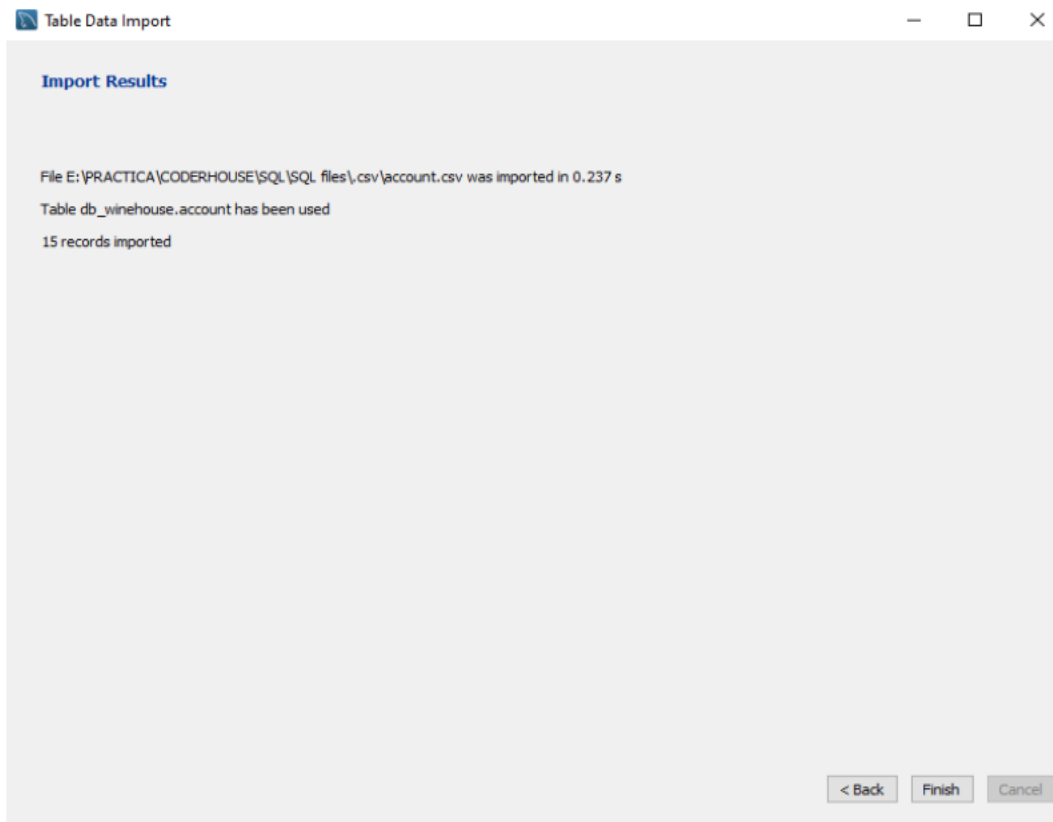 Table Data Import
Import Results
File E:\PRACTICA\CODERHOUSE\SQL\SQL files\.csv\account.csv was imported in 0.237 s
Table db_winehouse.account has been used
15 records imported
< Back Finish Cancel